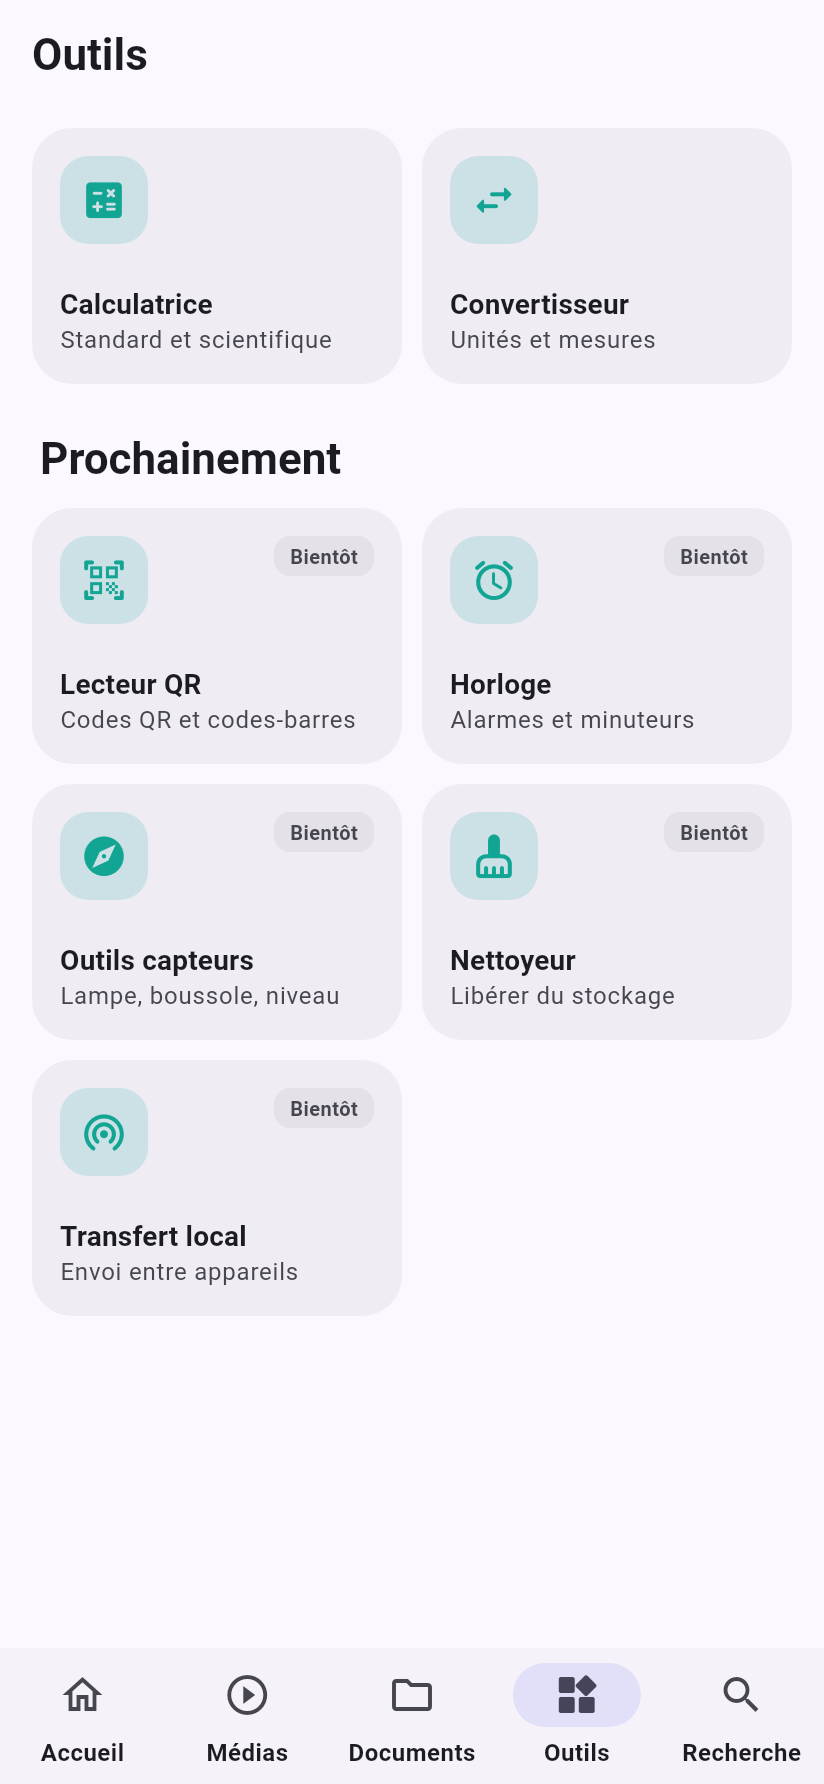 Outils
Calculatrice
Standard et scientifique
Convertisseur
Unités et mesures
Prochainement
Bientôt
Lecteur QR
Codes QR et codes-barres
Bientôt
Horloge
Alarmes et minuteurs
Bientôt
Outils capteurs
Lampe, boussole, niveau
Bientôt
Nettoyeur
Libérer du stockage
Bientôt
Transfert local
Envoi entre appareils
Accueil
Médias
Documents
Outils
Recherche